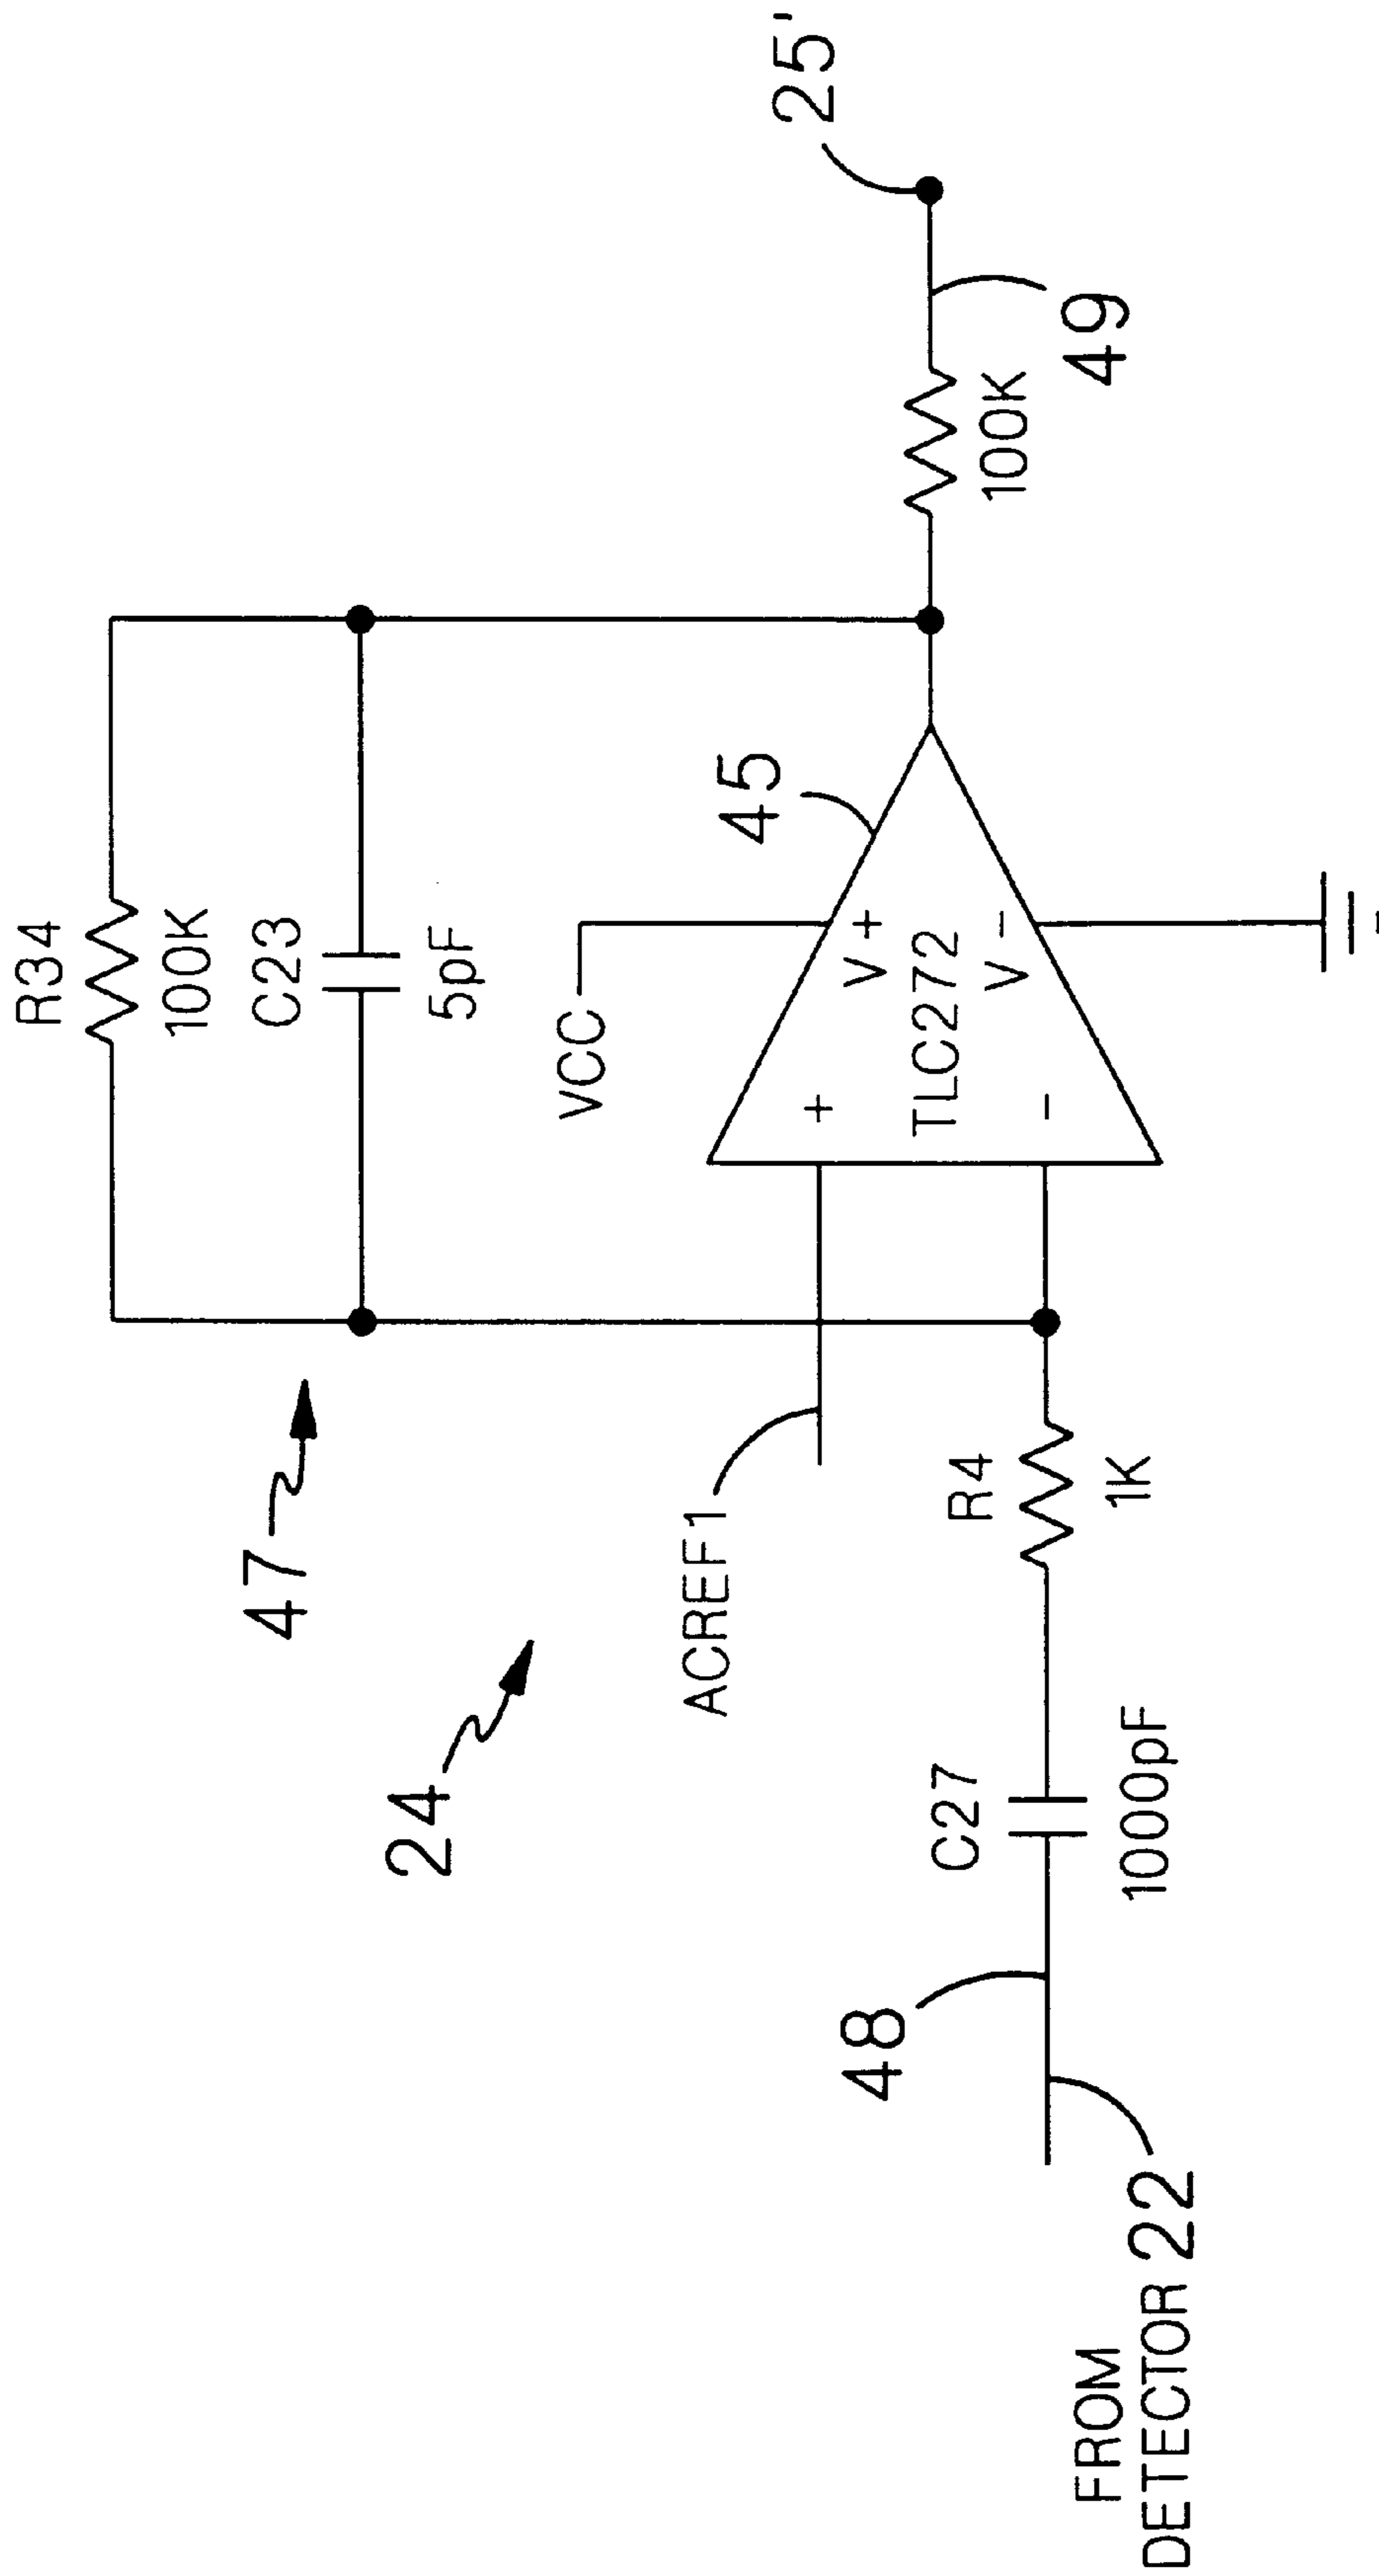 R34
100K
C23
5pF
47
24
VCC
45
25'
ACREF1
+
V+
TLC272
V-
-
100K
49
48
C27
1000pF
R4
1K
FROM
DETECTOR 22